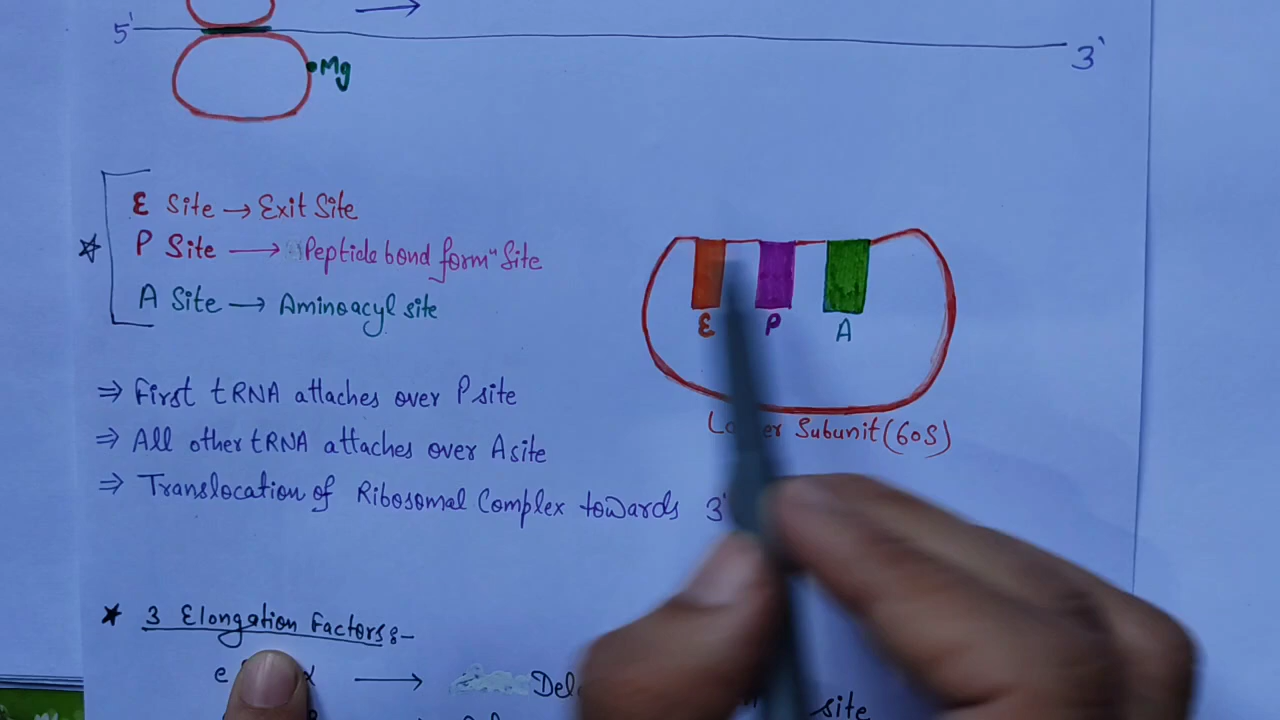 5'
3'
Mg
E Site → Exit Site
P Site → Peptide bond formn Site
A Site → Aminoacyl site
E P A
Subunit (60S)
⇒ First tRNA attaches over P site
⇒ All other tRNA attaches over A site
⇒ Translocation of Ribosomal Complex towards 3'
★ 3 Elongation Factors:-
e → site